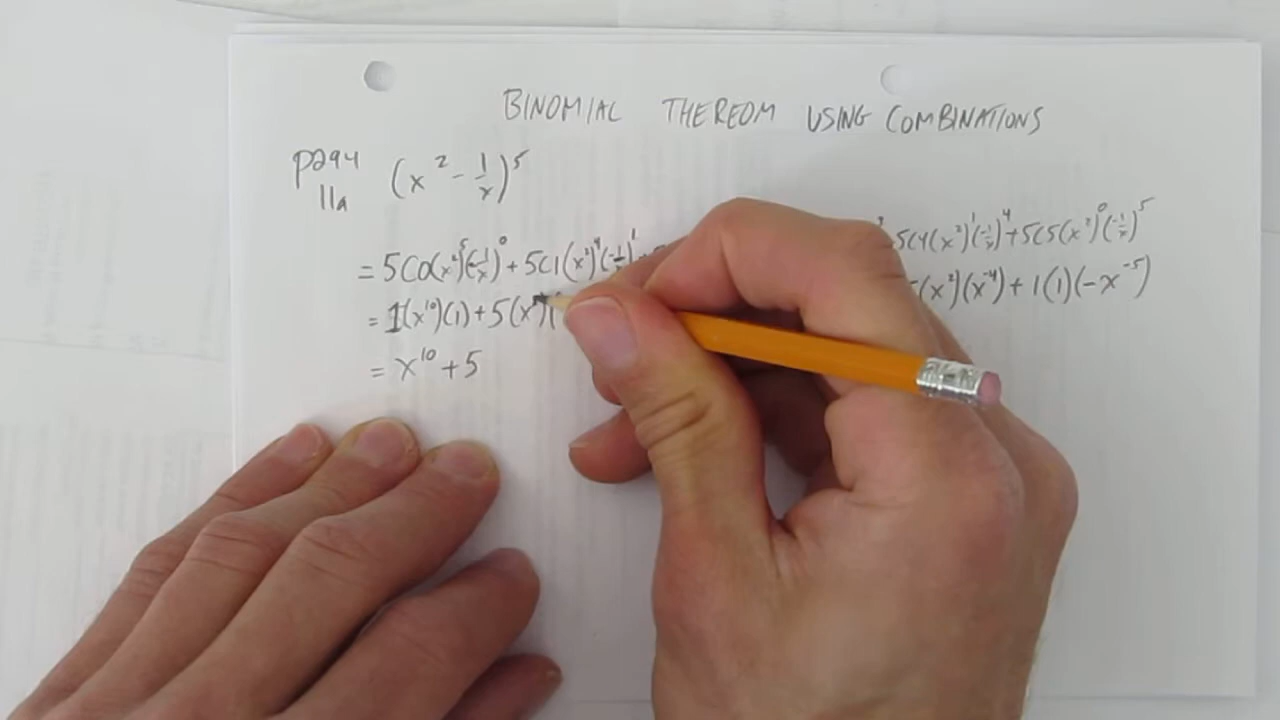 BINOMIAL THEREOM USING COMBINATIONS
pag4 (x² - 1/x)⁵
11a
= 5C0(x²)⁵(-1/x)⁰ + 5C1(x²)⁴(-1/x)¹ 5C4(x²)¹(-1/x)⁴ + 5C5(x²)⁰(-1/x)⁵
= 1(x¹⁰)(1) + 5(x (x²)(x⁻⁴) + 1(1)(-x⁻⁵)
= x¹⁰ + 5